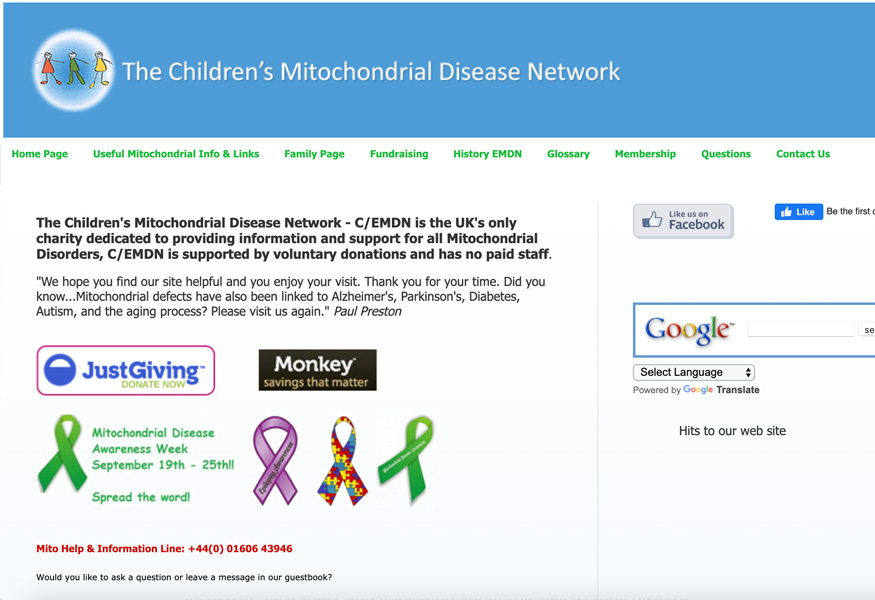 The Children's Mitochondrial Disease Network
Home Page
Useful Mitochondrial Info & Links
Family Page
Fundraising
History EMDN
Glossary
Membership
Questions
Contact Us
The Children's Mitochondrial Disease Network - C/EMDN is the UK's only
charity dedicated to providing information and support for all Mitochondrial
Disorders, C/EMDN is supported by voluntary donations and has no paid staff.
"We hope you find our site helpful and you enjoy your visit. Thank you for your time. Did you
know...Mitochondrial defects have also been linked to Alzheimer's, Parkinson's, Diabetes,
Autism, and the aging process? Please visit us again." Paul Preston
JustGiving™
DONATE NOW
Monkey™
savings that matter
Mitochondrial Disease
Awareness Week
September 19th - 25th!!
Spread the word!
Epilepsy Awareness
Mito Help & Information Line: +44(0) 01606 43946
Would you like to ask a question or leave a message in our guestbook?
Like us on
Facebook
Like
Be the first
Google™
se
Select Language
Powered by Google Translate
Hits to our web site